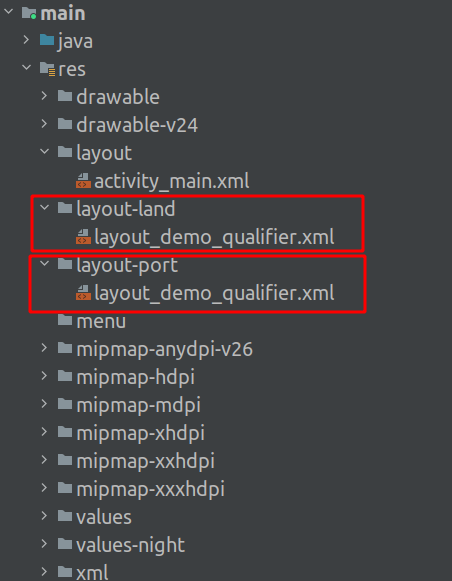 main
java
res
drawable
drawable-v24
layout
activity_main.xml
layout-land
layout_demo_qualifier.xml
layout-port
layout_demo_qualifier.xml
menu
mipmap-anydpi-v26
mipmap-hdpi
mipmap-mdpi
mipmap-xhdpi
mipmap-xxhdpi
mipmap-xxxhdpi
values
values-night
xml